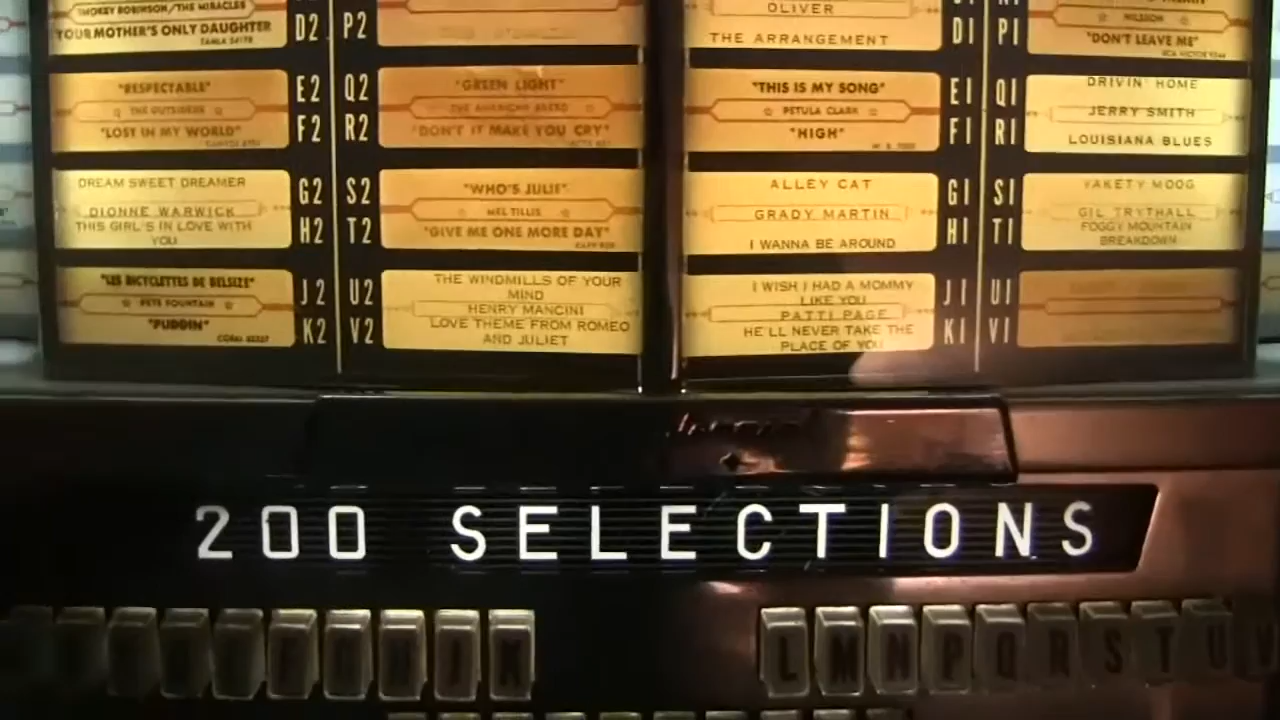 SMOKEY ROBINSON/THE MIRACLES
YOUR MOTHER'S ONLY DAUGHTER
TAMLA 54178
D2 P2
OLIVER
THE ARRANGEMENT
D1 P1
NILSSON
"DON'T LEAVE ME"
RCA VICTOR
"RESPECTABLE"
THE OUTSIDERS
"LOST IN MY WORLD"
E2 Q2
F2 R2
"GREEN LIGHT"
THE AMERICAN BREED
"DON'T IT MAKE YOU CRY"
"THIS IS MY SONG"
PETULA CLARK
"HIGH"
E1 Q1
F1 R1
DRIVIN' HOME
JERRY SMITH
LOUISIANA BLUES
DREAM SWEET DREAMER
DIONNE WARWICK
THIS GIRL'S IN LOVE WITH
YOU
G2 S2
H2 T2
"WHO'S JULIE"
MEL TILLIS
"GIVE ME ONE MORE DAY"
ALLEY CAT
GRADY MARTIN
I WANNA BE AROUND
G1 S1
H1 T1
YAKETY MOOG
GIL TRYTHALL
FOGGY MOUNTAIN
BREAKDOWN
"LES BICYCLETTES DE BELSIZE"
PETE FOUNTAIN
"PUDDIN"
CORAL
J2 U2
K2 V2
THE WINDMILLS OF YOUR
MIND
HENRY MANCINI
LOVE THEME FROM ROMEO
AND JULIET
I WISH I HAD A MOMMY
LIKE YOU
PATTI PAGE
HE'LL NEVER TAKE THE
PLACE OF YOU
J1 U1
K1 V1
200 SELECTIONS
H J K L M N P Q R S T U V